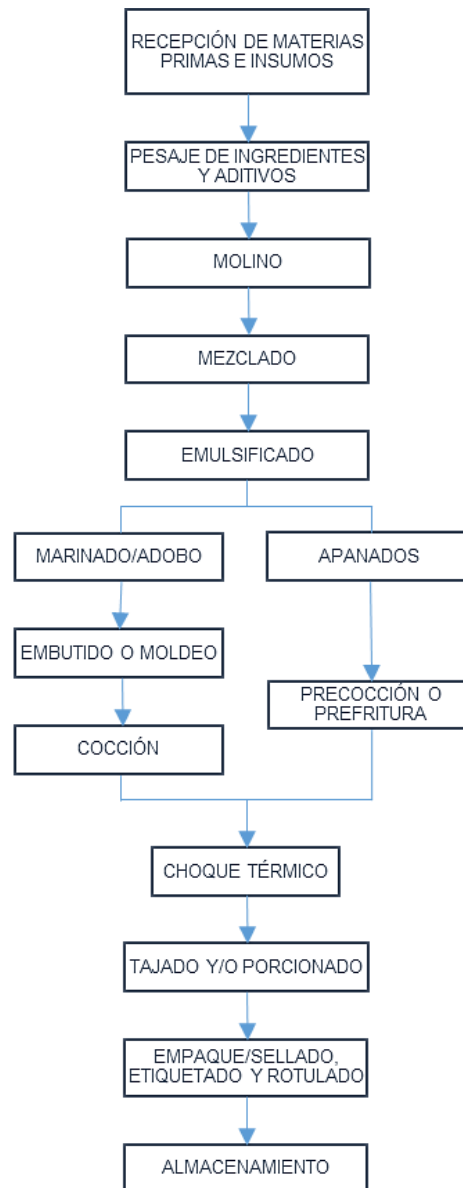 RECEPCIÓN DE MATERIAS
PRIMAS E INSUMOS
PESAJE DE INGREDIENTES
Y ADITIVOS
MOLINO
MEZCLADO
EMULSIFICADO
MARINADO/ADOBO
APANADOS
EMBUTIDO O MOLDEO
PRECOCCIÓN O
PREFRITURA
COCCIÓN
CHOQUE TÉRMICO
TAJADO Y/O PORCIONADO
EMPAQUE/SELLADO,
ETIQUETADO Y ROTULADO
ALMACENAMIENTO